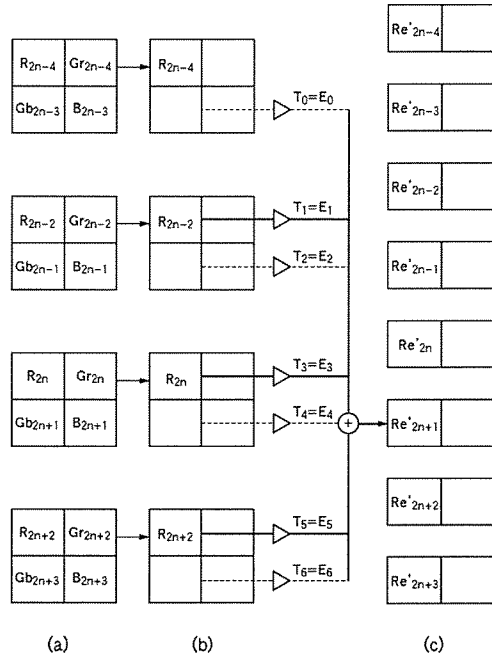 Re'2n-4
R2n-4 Gr2n-4 R2n-4
T0=E0
Gb2n-3 B2n-3 Re'2n-3
Re'2n-2
T1=E1
R2n-2 Gr2n-2 R2n-2
T2=E2
Gb2n-1 B2n-1 Re'2n-1
Re'2n
T3=E3
R2n Gr2n R2n
T4=E4
Gb2n+1 B2n+1 + Re'2n+1
Re'2n+2
T5=E5
R2n+2 Gr2n+2 R2n+2
T6=E6
Gb2n+3 B2n+3 Re'2n+3
(a) (b) (c)